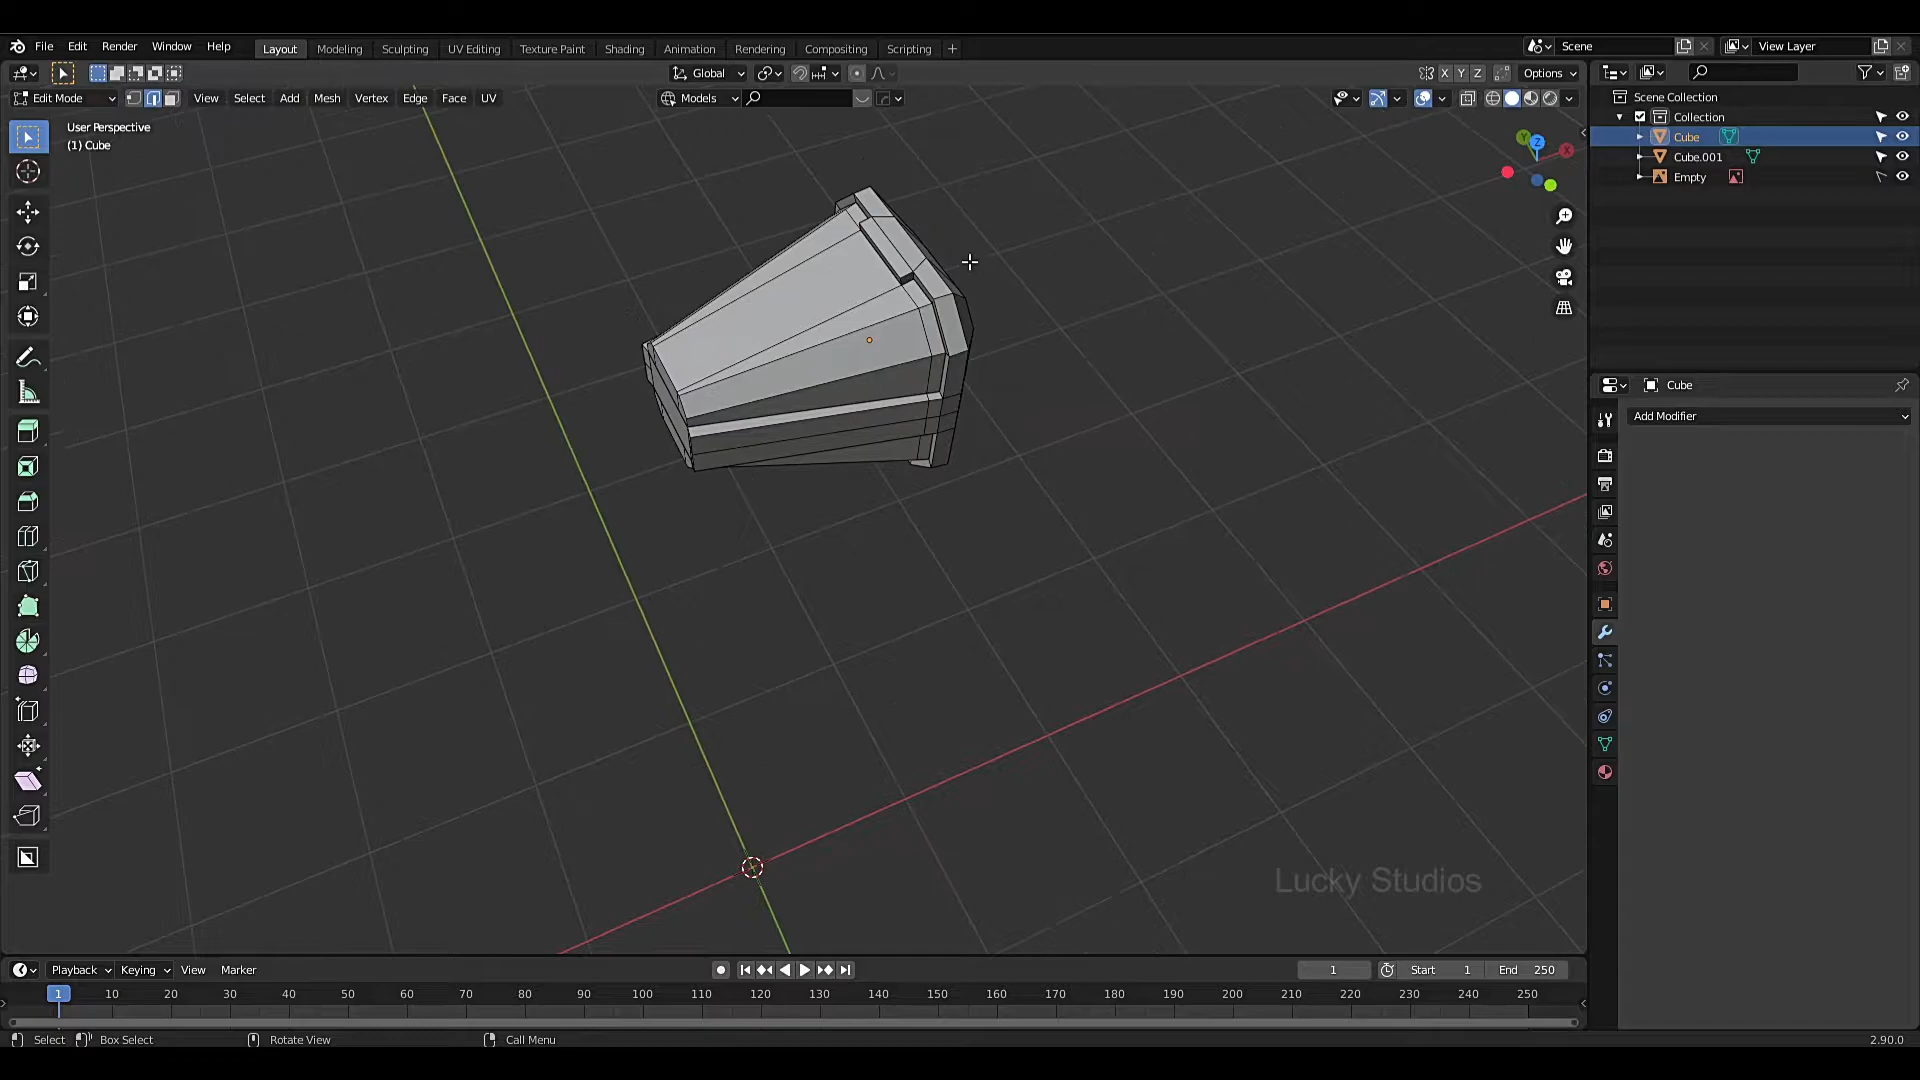 File Edit Render Window Help Layout Modeling Sculpting UV Editing Texture Paint Shading Animation Rendering Compositing Scripting + Scene View Layer
Global X Y Z Options
Edit Mode View Select Add Mesh Vertex Edge Face UV Models
User Perspective
(1) Cube
Scene Collection
Collection
Cube
Cube.001
Empty
Z
X
Y
Cube
Add Modifier
Lucky Studios
Playback Keying View Marker 1 Start 1 End 250
1 10 20 30 40 50 60 70 80 90 100 110 120 130 140 150 160 170 180 190 200 210 220 230 240 250
Select Box Select Rotate View Call Menu 2.90.0